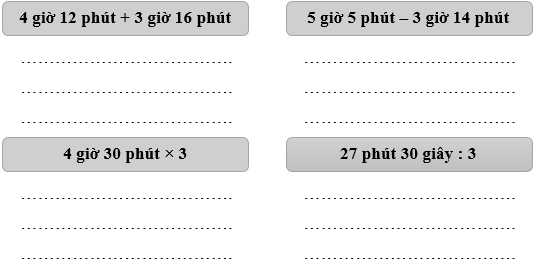 4 giờ 12 phút + 3 giờ 16 phút
5 giờ 5 phút – 3 giờ 14 phút
4 giờ 30 phút × 3
27 phút 30 giây : 3